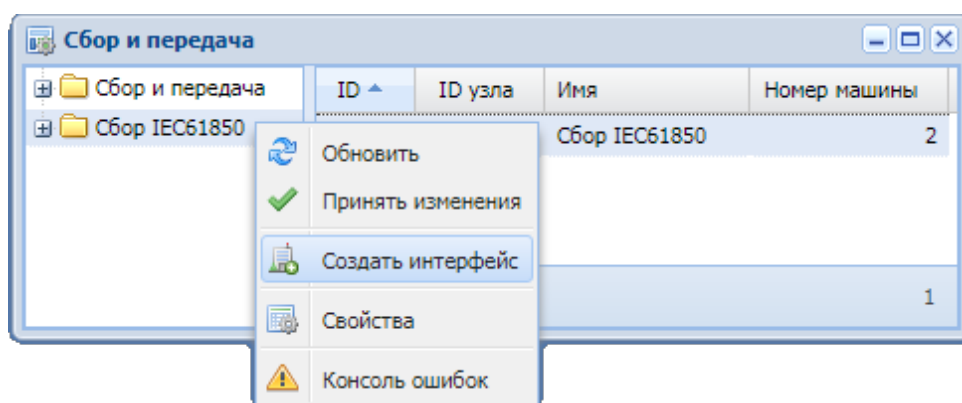 Сбор и передача
Сбор и передача
ID
ID узла
Имя
Номер машины
Сбор IEC61850
Сбор IEC61850
2
Обновить
Принять изменения
Создать интерфейс
1
Свойства
Консоль ошибок